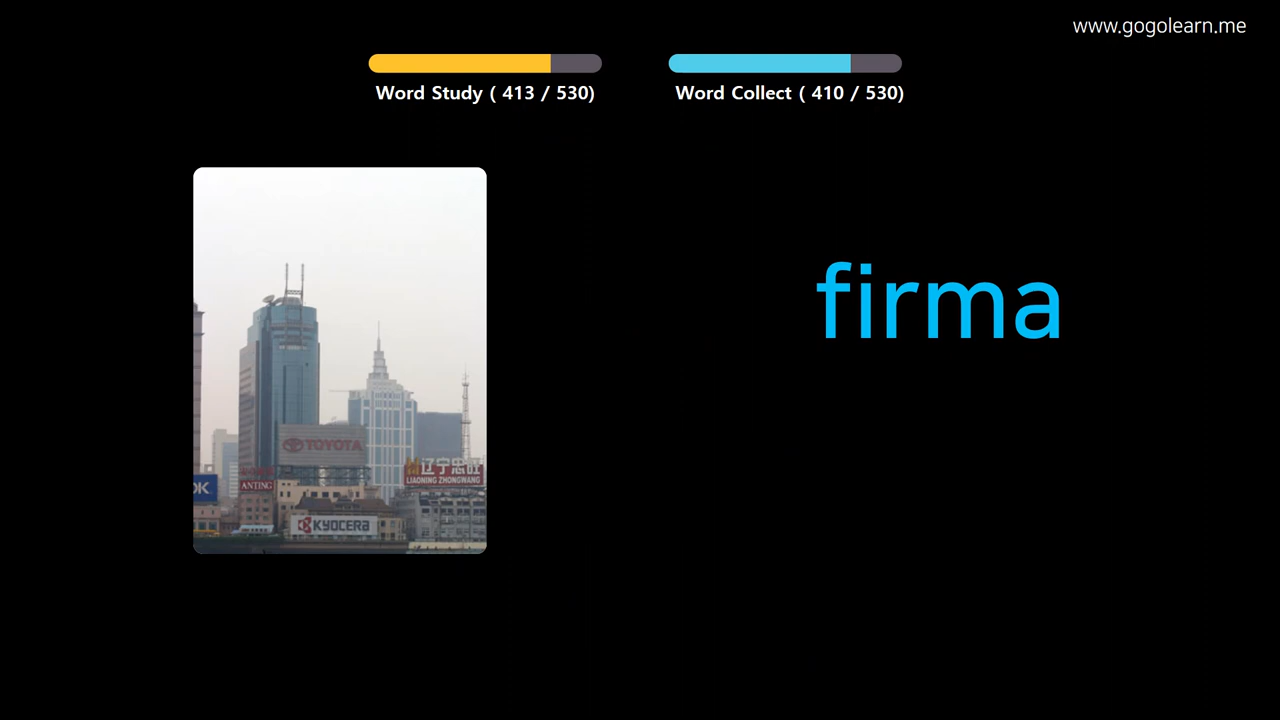 www.gogolearn.me
Word Study ( 413 / 530)
Word Collect ( 410 / 530)
firma
TOYOTA
辽宁忠旺
LIAONING ZHONGWANG
OK
ANTING
KYOCERA